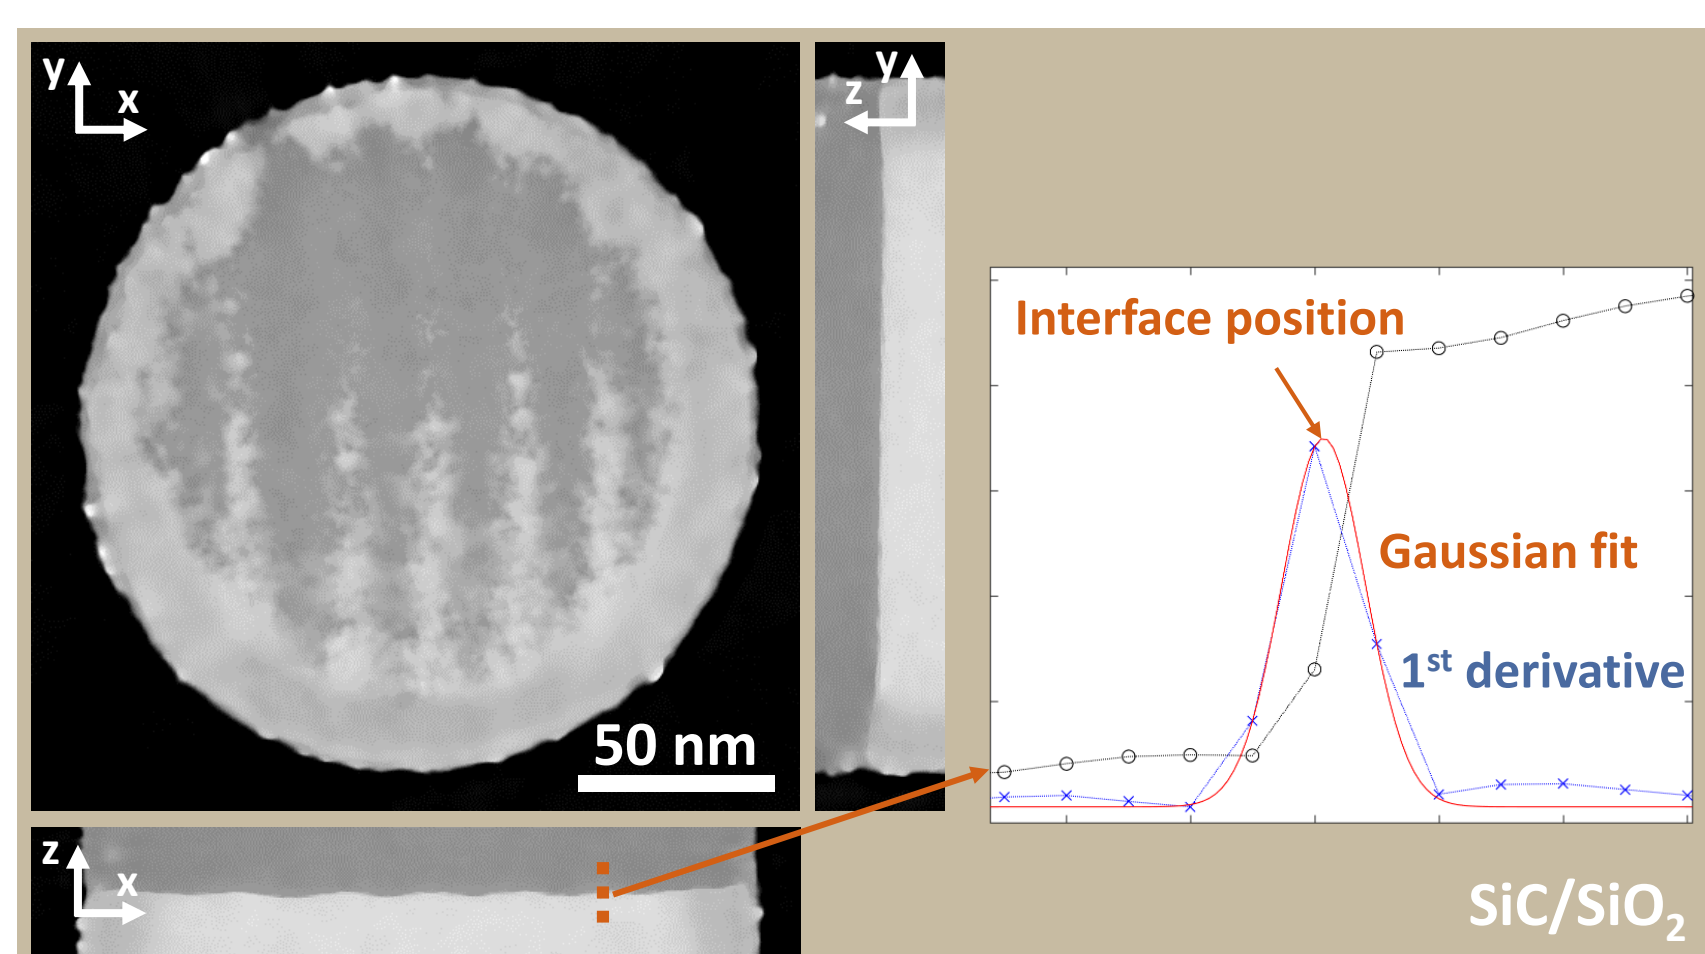 y
x
50 nm
y
z
z
x
Interface position
Gaussian fit
1st derivative
SiC/SiO2